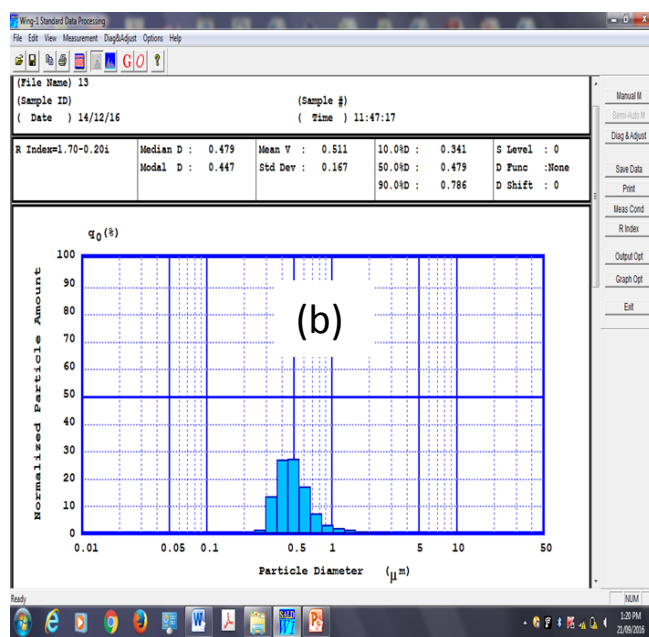 Wing-1 Standard Data Processing
File Edit View Measurement Diag&Adjust Options Help
G O ?
(File Name) 13
(Sample ID) (Sample #)
( Date ) 14/12/16 ( Time ) 11:47:17
R Index=1.70-0.20i Median D : 0.479 Mean V : 0.511 10.0%D : 0.341 S Level : 0
Modal D : 0.447 Std Dev : 0.167 50.0%D : 0.479 D Func :None
90.0%D : 0.786 D Shift : 0
Manual M
Semi-Auto M
Diag & Adjust
Save Data
Print
Meas Cond
R Index
Output Opt
Graph Opt
Exit
q0(%)
100
90
80
70
60
50
40
30
20
10
0
Normalized Particle Amount
(b)
0.01 0.05 0.1 0.5 1 5 10 50
Particle Diameter (μm)
Ready NUM
W SALD WJ P
1:20 PM
21/09/2016